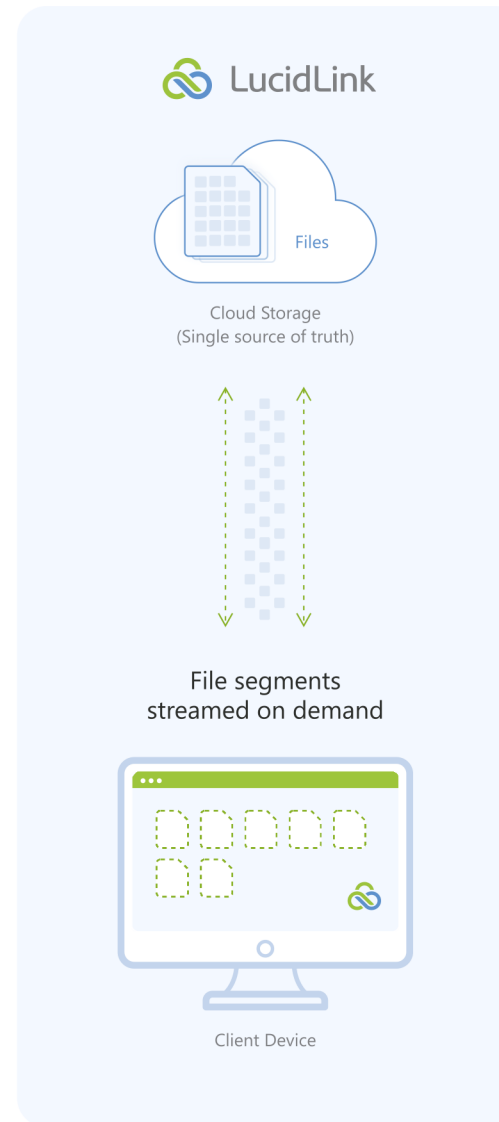 LucidLink
Files
Cloud Storage
(Single source of truth)
File segments
streamed on demand
Client Device